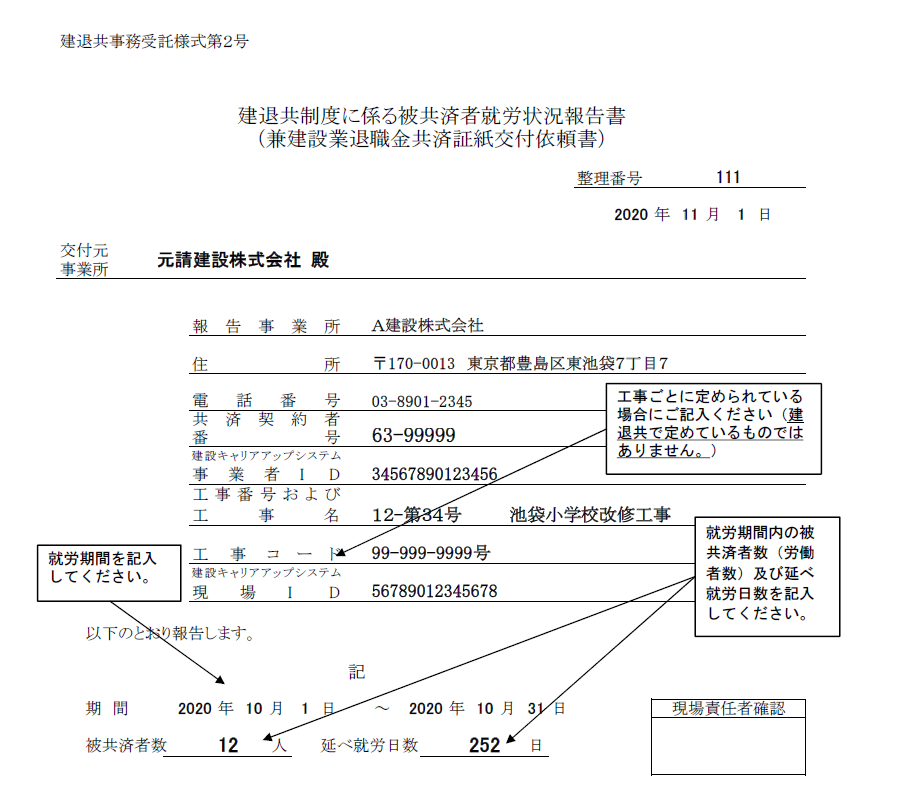 建退共事務受託様式第2号
建退共制度に係る被共済者就労状況報告書
（兼建設業退職金共済証紙交付依頼書）
整理番号 111
2020 年 11 月 1 日
交付元
事業所
元請建設株式会社 殿
報告事業所 A建設株式会社
住所 〒170-0013 東京都豊島区東池袋7丁目7
電話番号 03-8901-2345
共済契約者
番号 63-99999
建設キャリアアップシステム
事業者ID 34567890123456
工事番号および
工事名 12-第34号 池袋小学校改修工事
工事コード 99-999-9999号
建設キャリアアップシステム
現場ID 56789012345678
工事ごとに定められている
場合にご記入ください（建
退共で定めているものでは
ありません。）
就労期間を記入
してください。
就労期間内の被
共済者数（労働
者数）及び延べ
就労日数を記入
してください。
以下のとおり報告します。
記
期間 2020 年 10 月 1 日 ～ 2020 年 10 月 31 日
被共済者数 12 人 延べ就労日数 252 日
現場責任者確認